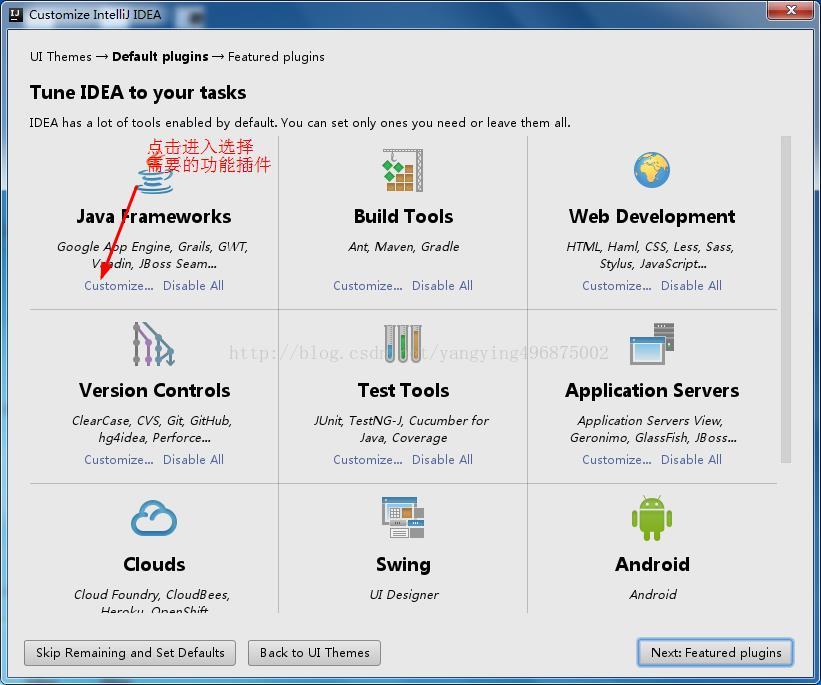 Customize IntelliJ IDEA
UI Themes → Default plugins → Featured plugins
Tune IDEA to your tasks
IDEA has a lot of tools enabled by default. You can set only ones you need or leave them all.
点击进入选择
需要的功能插件
Java Frameworks
Google App Engine, Grails, GWT,
Vaadin, JBoss Seam...
Customize... Disable All
Build Tools
Ant, Maven, Gradle
Customize... Disable All
Web Development
HTML, Haml, CSS, Less, Sass,
Stylus, JavaScript...
Customize... Disable All
http://blog.csdn.net/yangying496875002
Version Controls
ClearCase, CVS, Git, GitHub,
hg4idea, Perforce...
Customize... Disable All
Test Tools
JUnit, TestNG-J, Cucumber for
Java, Coverage
Customize... Disable All
Application Servers
Application Servers View,
Geronimo, GlassFish, JBoss...
Customize... Disable All
Clouds
Cloud Foundry, CloudBees,
Heroku, OpenShift
Swing
UI Designer
Android
Android
Skip Remaining and Set Defaults
Back to UI Themes
Next: Featured plugins